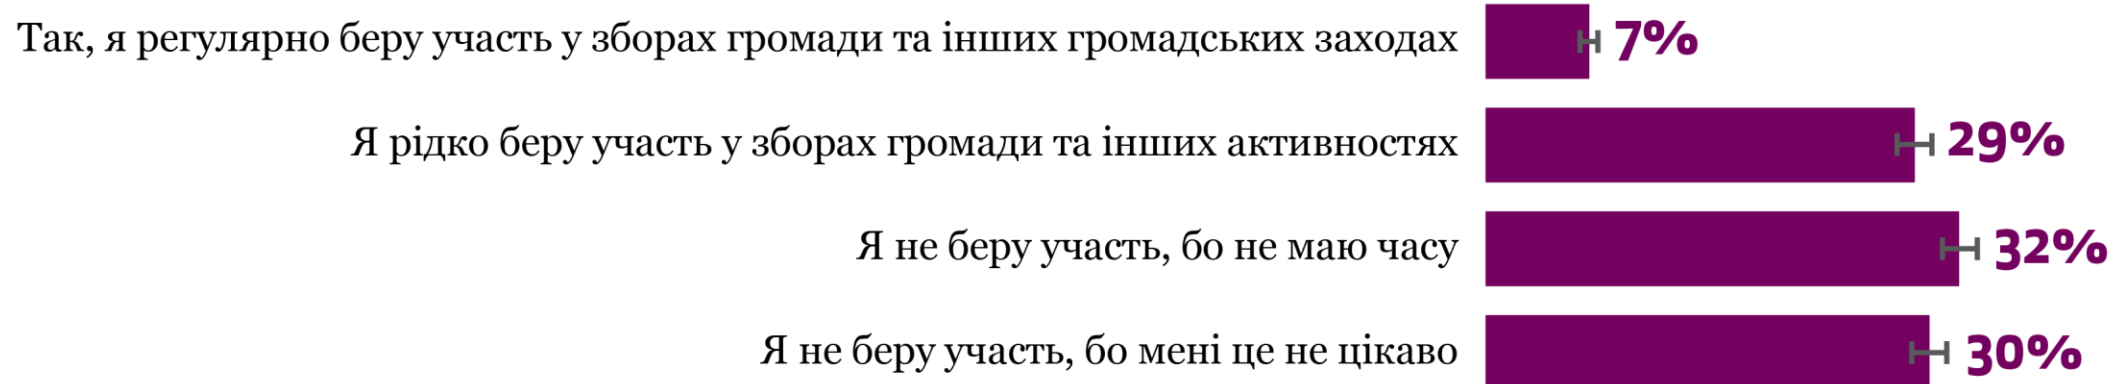 Так, я регулярно беру участь у зборах громади та інших громадських заходах 7%
Я рідко беру участь у зборах громади та інших активностях 29%
Я не беру участь, бо не маю часу 32%
Я не беру участь, бо мені це не цікаво 30%